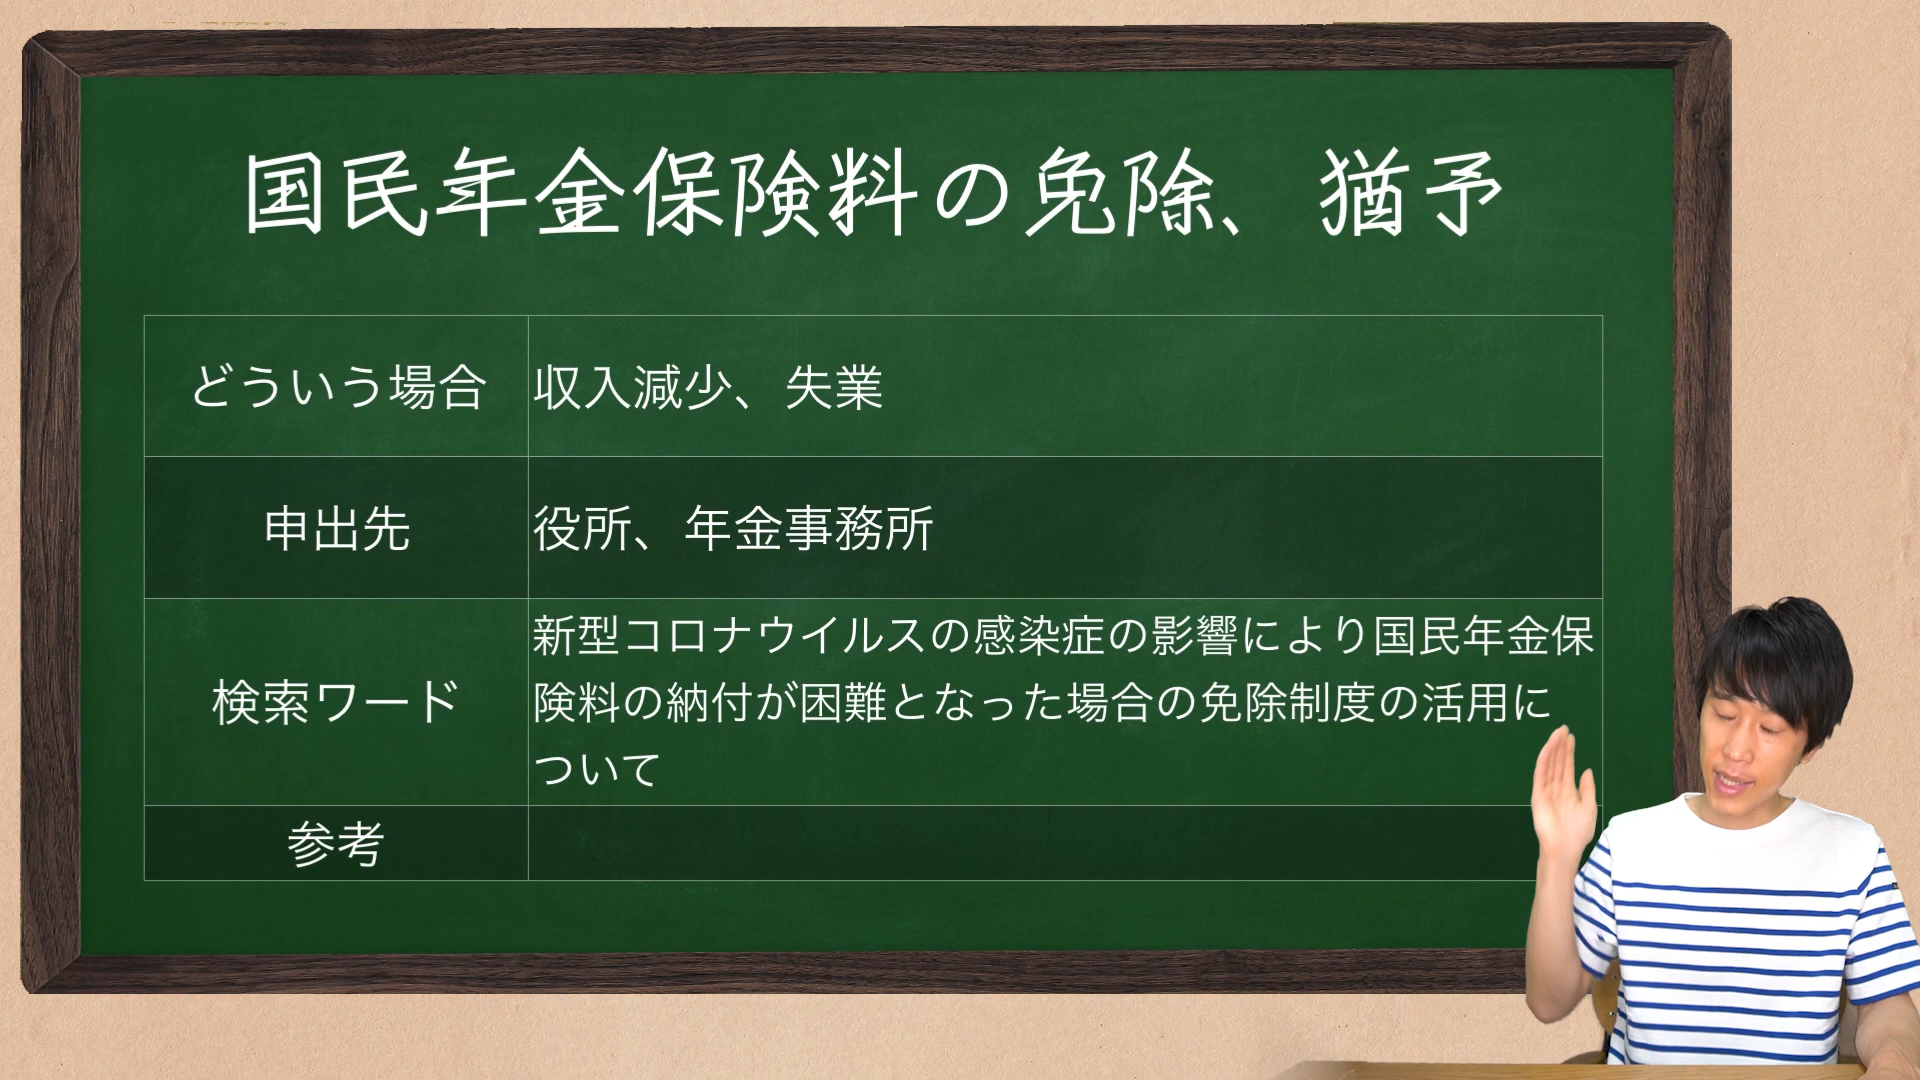 国民年金保険料の免除、猶予
どういう場合
収入減少、失業
申出先
役所、年金事務所
検索ワード
新型コロナウイルスの感染症の影響により国民年金保
険料の納付が困難となった場合の免除制度の活用に
ついて
参考